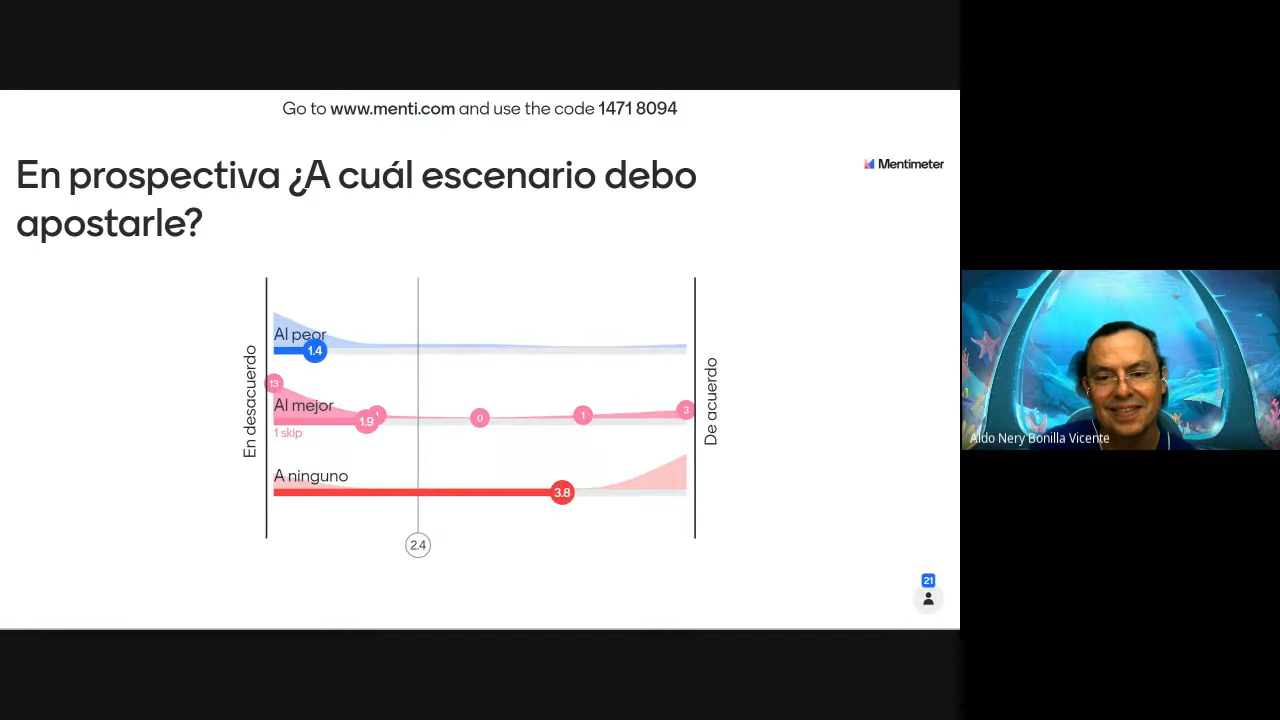 Go to www.menti.com and use the code 1471 8094
En prospectiva ¿A cuál escenario debo
apostarle?
Mentimeter
En desacuerdo
De acuerdo
Al peor
1.4
13
Al mejor
1.9
1
0
1
3
1 skip
A ninguno
3.8
2.4
21
Aldo Nery Bonilla Vicente